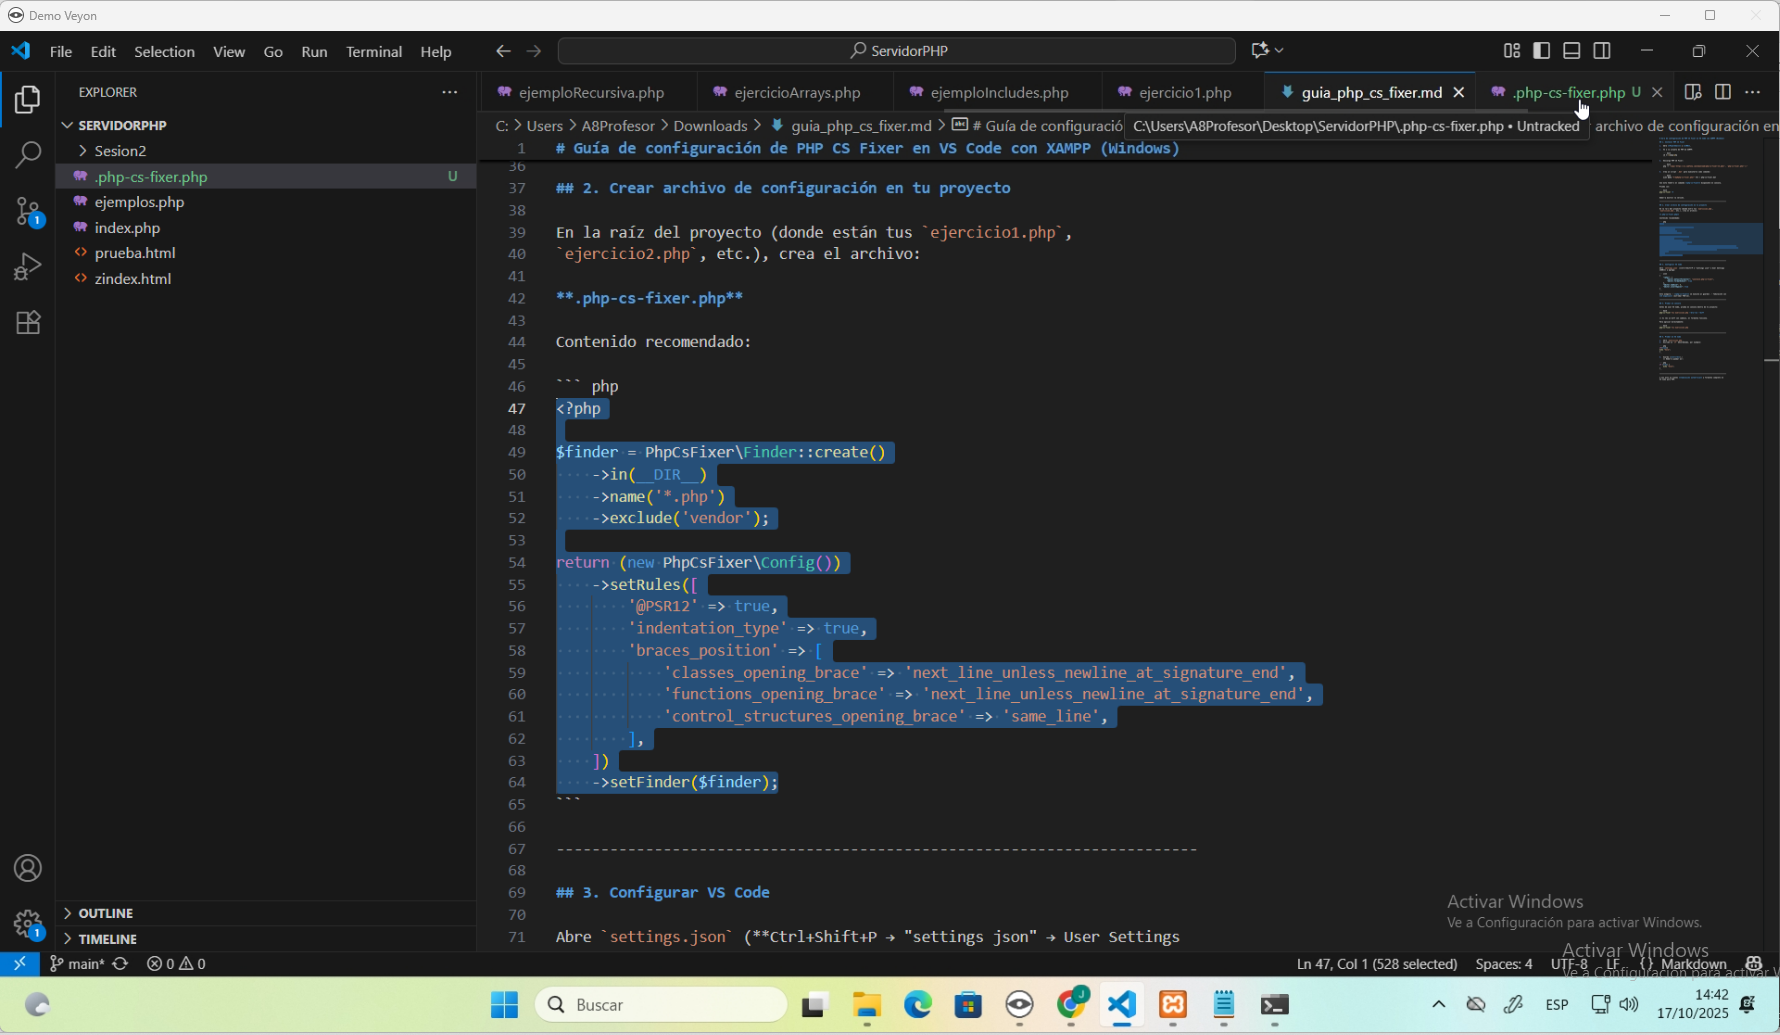 Demo Veyon
File Edit Selection View Go Run Terminal Help
ServidorPHP
EXPLORER
ejemploRecursiva.php ejercicioArrays.php ejemploIncludes.php ejercicio1.php guia_php_cs_fixer.md .php-cs-fixer.php U
C: > Users > A8Profesor > Downloads > guia_php_cs_fixer.md > # Guía de configuració
C:\Users\A8Profesor\Desktop\ServidorPHP\.php-cs-fixer.php • Untracked
archivo de configuración en
SERVIDORPHP
Sesion2
.php-cs-fixer.php U
ejemplos.php
index.php
prueba.html
zindex.html
OUTLINE
TIMELINE
1 # Guía de configuración de PHP CS Fixer en VS Code con XAMPP (Windows)
36
37 ## 2. Crear archivo de configuración en tu proyecto
38
39 En la raíz del proyecto (donde están tus `ejercicio1.php`,
40 `ejercicio2.php`, etc.), crea el archivo:
41
42 **.php-cs-fixer.php**
43
44 Contenido recomendado:
45
46 ``` php
47 <?php
48
49 $finder = PhpCsFixer\Finder::create()
50     ->in(__DIR__)
51     ->name('*.php')
52     ->exclude('vendor');
53
54 return (new PhpCsFixer\Config())
55     ->setRules([
56         '@PSR12' => true,
57         'indentation_type' => true,
58         'braces_position' => [
59             'classes_opening_brace' => 'next_line_unless_newline_at_signature_end',
60             'functions_opening_brace' => 'next_line_unless_newline_at_signature_end',
61             'control_structures_opening_brace' => 'same_line',
62         ],
63     ])
64     ->setFinder($finder);
65 ```
66
67 ------------------------------------------------------------------------
68
69 ## 3. Configurar VS Code
70
71 Abre `settings.json` (**Ctrl+Shift+P → "settings json" → User Settings
Activar Windows
Ve a Configuración para activar Windows.
Activar Windows
Ve a Configuración para activar W
1
1
main* 0 0
Ln 47, Col 1 (528 selected) Spaces: 4 UTF-8 LF {} Markdown
Buscar
J
ESP
14:42
17/10/2025